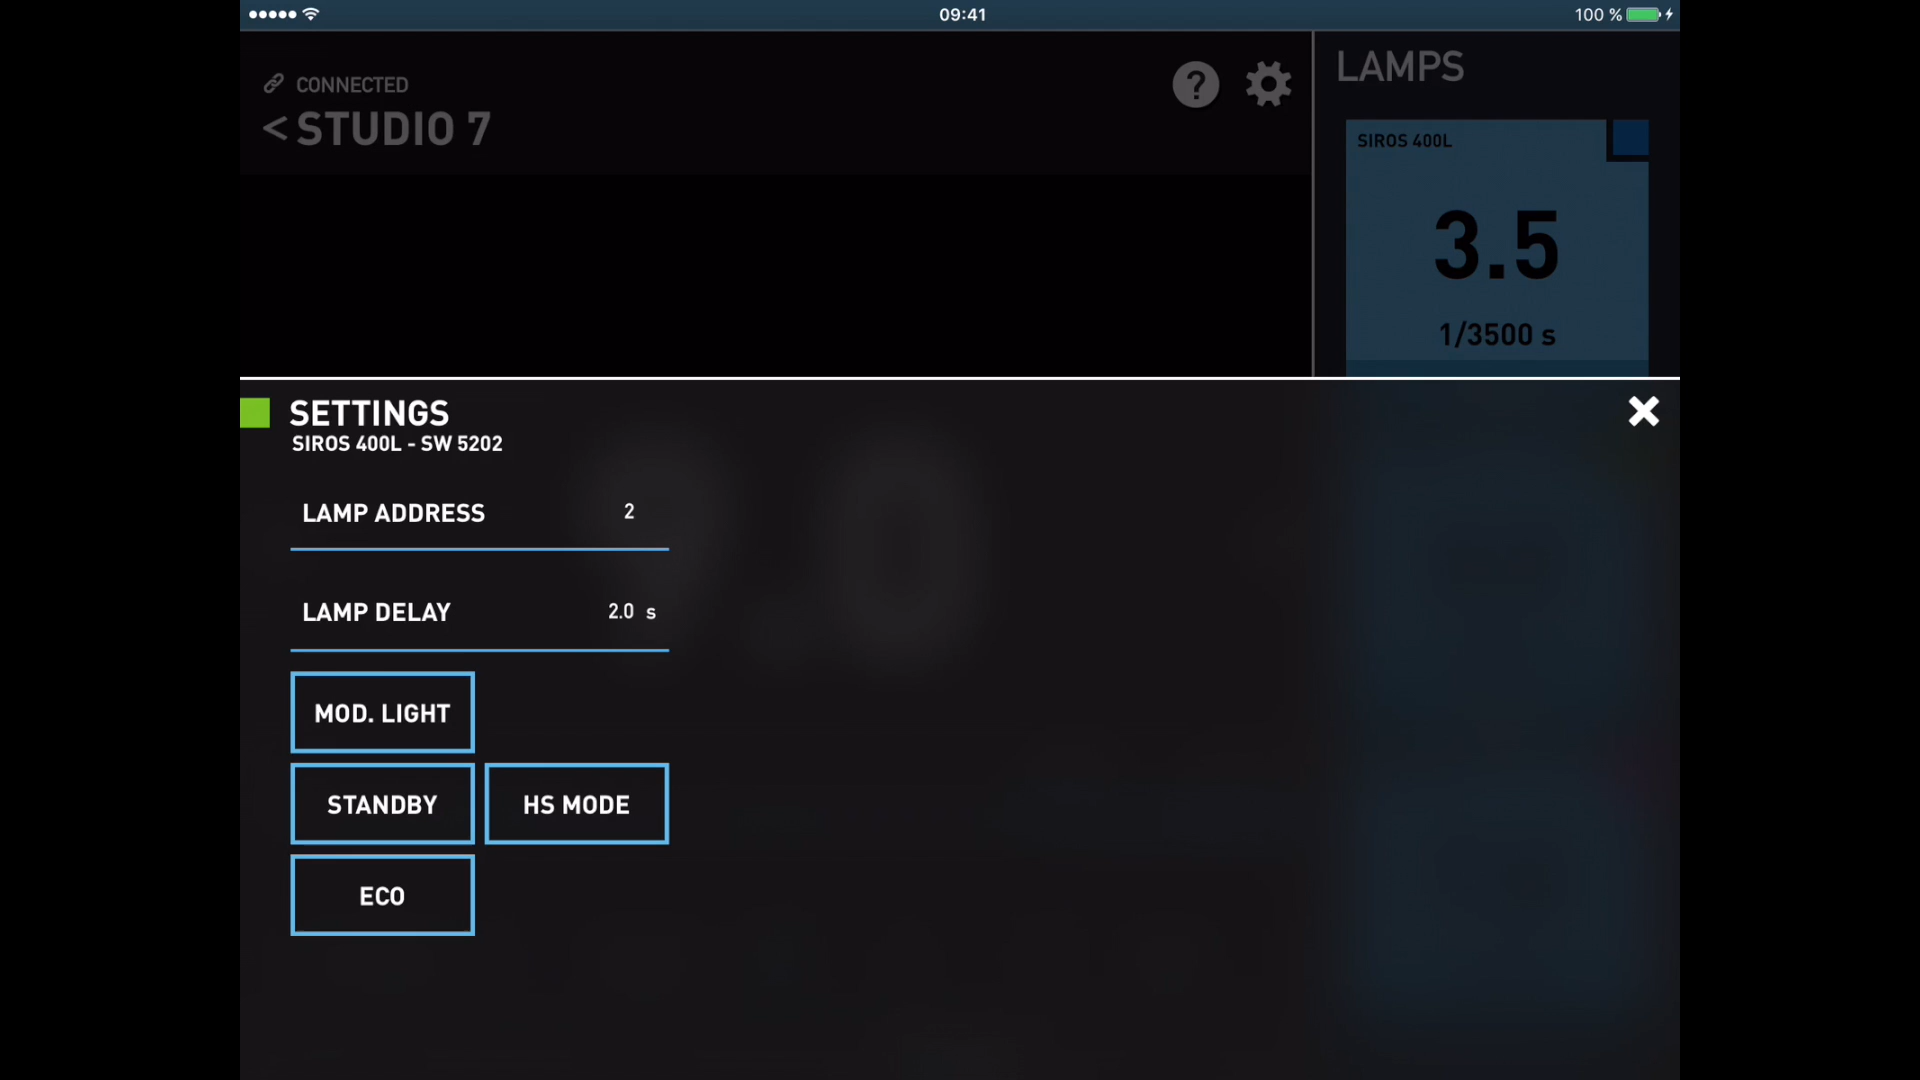 09:41
100 %
CONNECTED
< STUDIO 7
?
LAMPS
SIROS 400L
3.5
1/3500 s
SETTINGS
SIROS 400L - SW 5202
LAMP ADDRESS 2
LAMP DELAY 2.0 s
MOD. LIGHT
STANDBY HS MODE
ECO